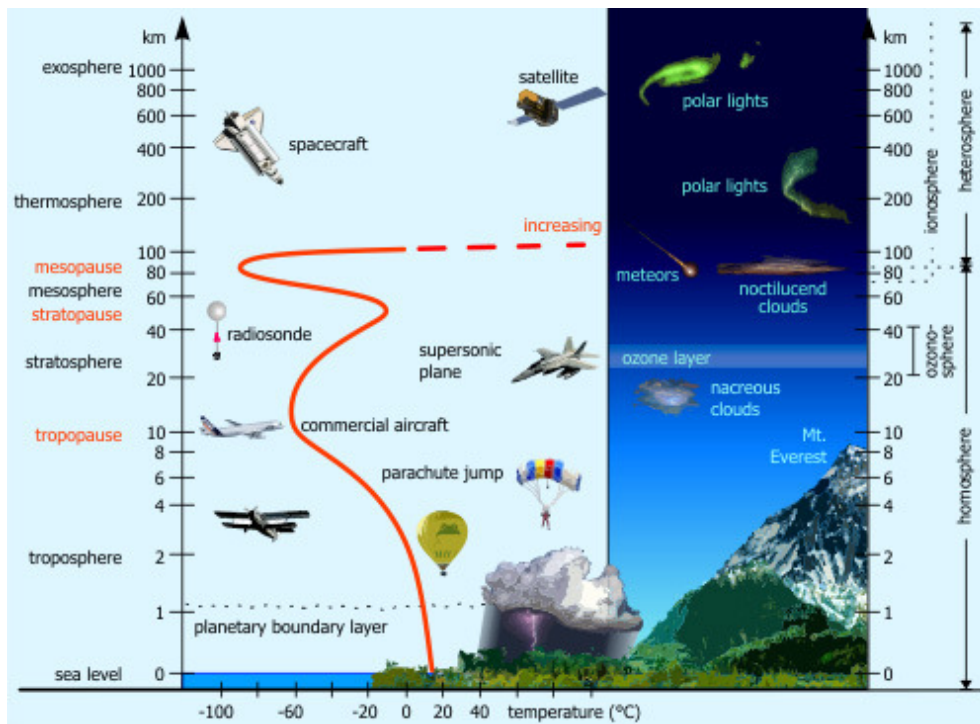 km
exosphere
1000
800
600
400
thermosphere
200
100
mesopause
80
mesosphere
60
stratopause
40
stratosphere
20
tropopause
10
8
6
4
troposphere
2
1
sea level
0
spacecraft
satellite
increasing
radiosonde
supersonic
plane
commercial aircraft
parachute jump
planetary boundary layer
polar lights
polar lights
meteors
noctilucend
clouds
ozone layer
nacreous
clouds
Mt.
Everest
km
1000
800
600
400
200
100
80
60
40
20
10
8
6
4
2
1
0
ionosphere
heterosphere
ozono-
sphere
homosphere
-100
-60
-20
0
20
40
temperature (°C)